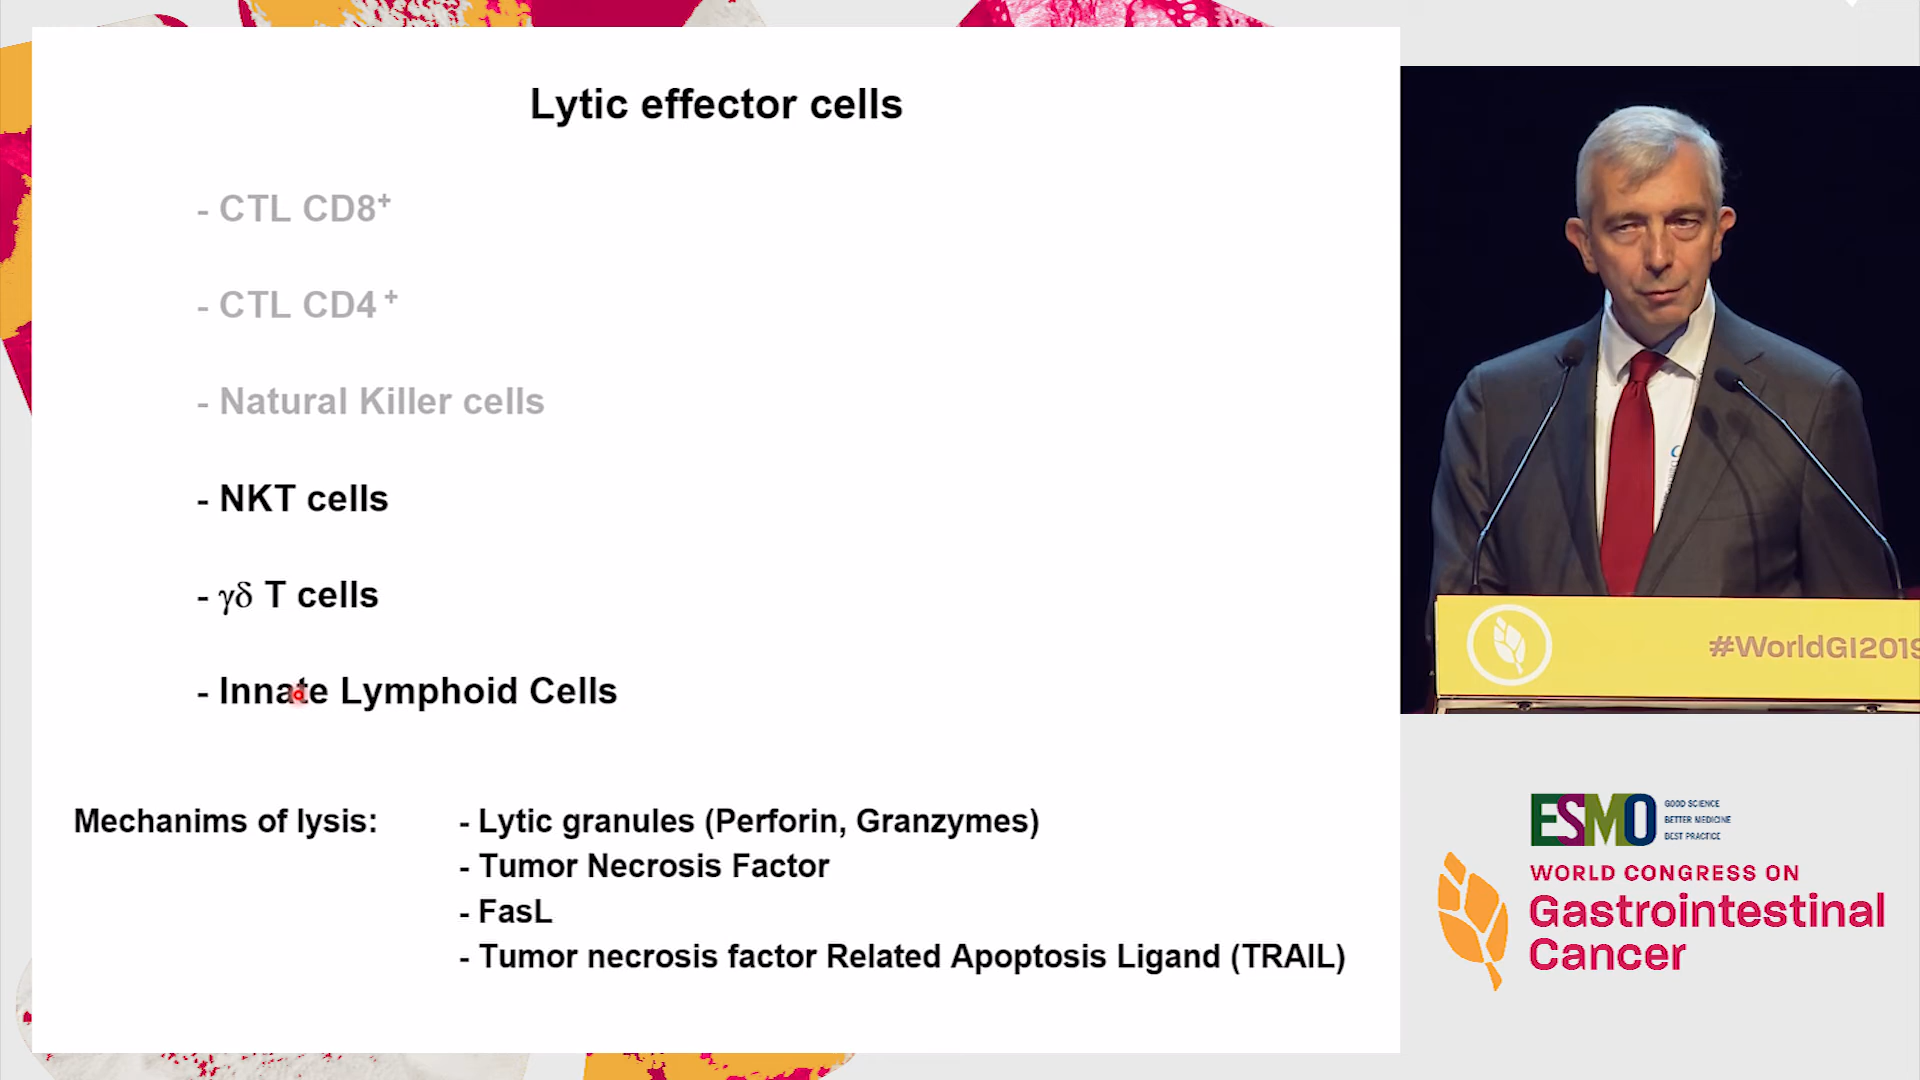 Lytic effector cells
- CTL CD8⁺
- CTL CD4 ⁺
- Natural Killer cells
- NKT cells
- γδ T cells
- Innate Lymphoid Cells
Mechanims of lysis:
- Lytic granules (Perforin, Granzymes)
- Tumor Necrosis Factor
- FasL
- Tumor necrosis factor Related Apoptosis Ligand (TRAIL)
#WorldGI2019
ESMO
GOOD SCIENCE
BETTER MEDICINE
BEST PRACTICE
WORLD CONGRESS ON
Gastrointestinal
Cancer